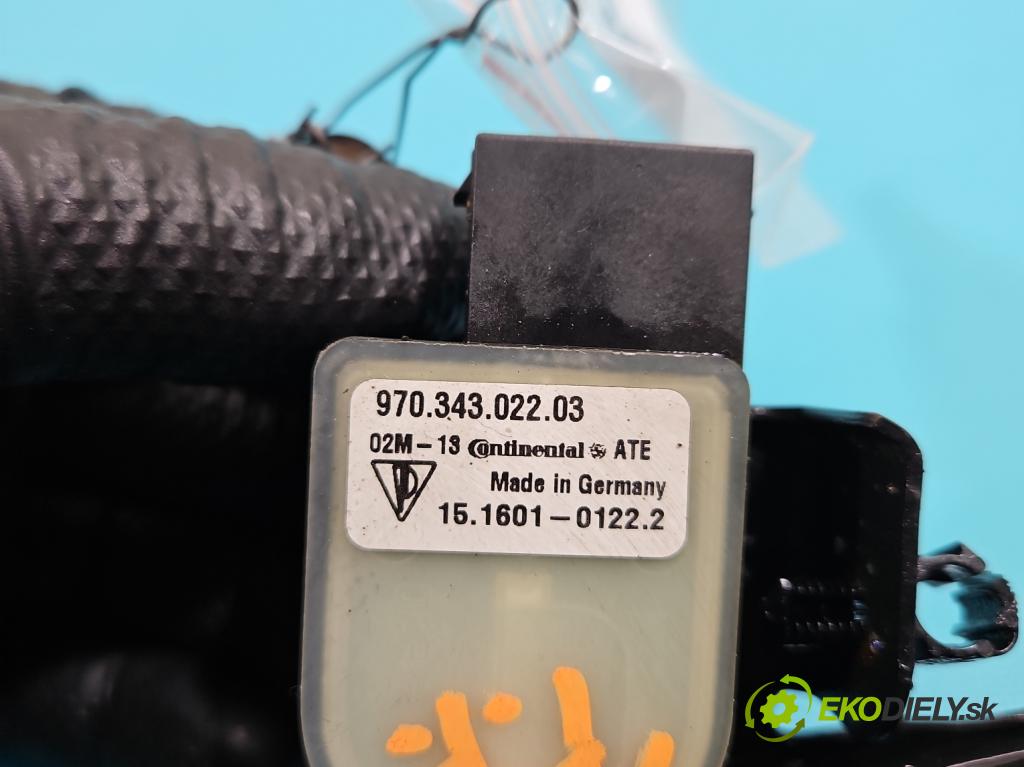 970.343.022.03
02M-13 Continental ATE
Made in Germany
15.1601-0122.2
EKODIELY.sk